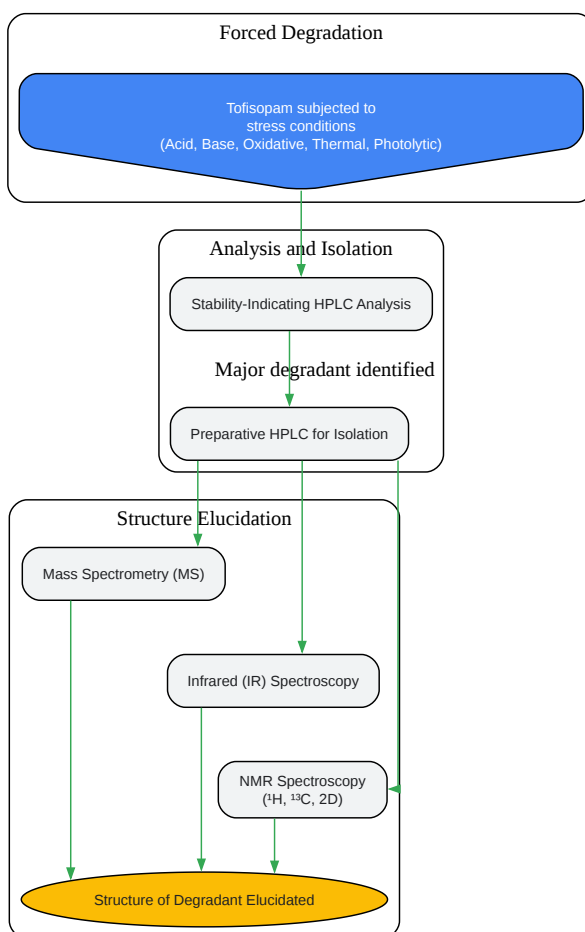 Forced Degradation
Tofisopam subjected to
stress conditions
(Acid, Base, Oxidative, Thermal, Photolytic)
Analysis and Isolation
Stability-Indicating HPLC Analysis
Major degradant identified
Preparative HPLC for Isolation
Structure Elucidation
Mass Spectrometry (MS)
Infrared (IR) Spectroscopy
NMR Spectroscopy
(¹H, ¹³C, 2D)
Structure of Degradant Elucidated